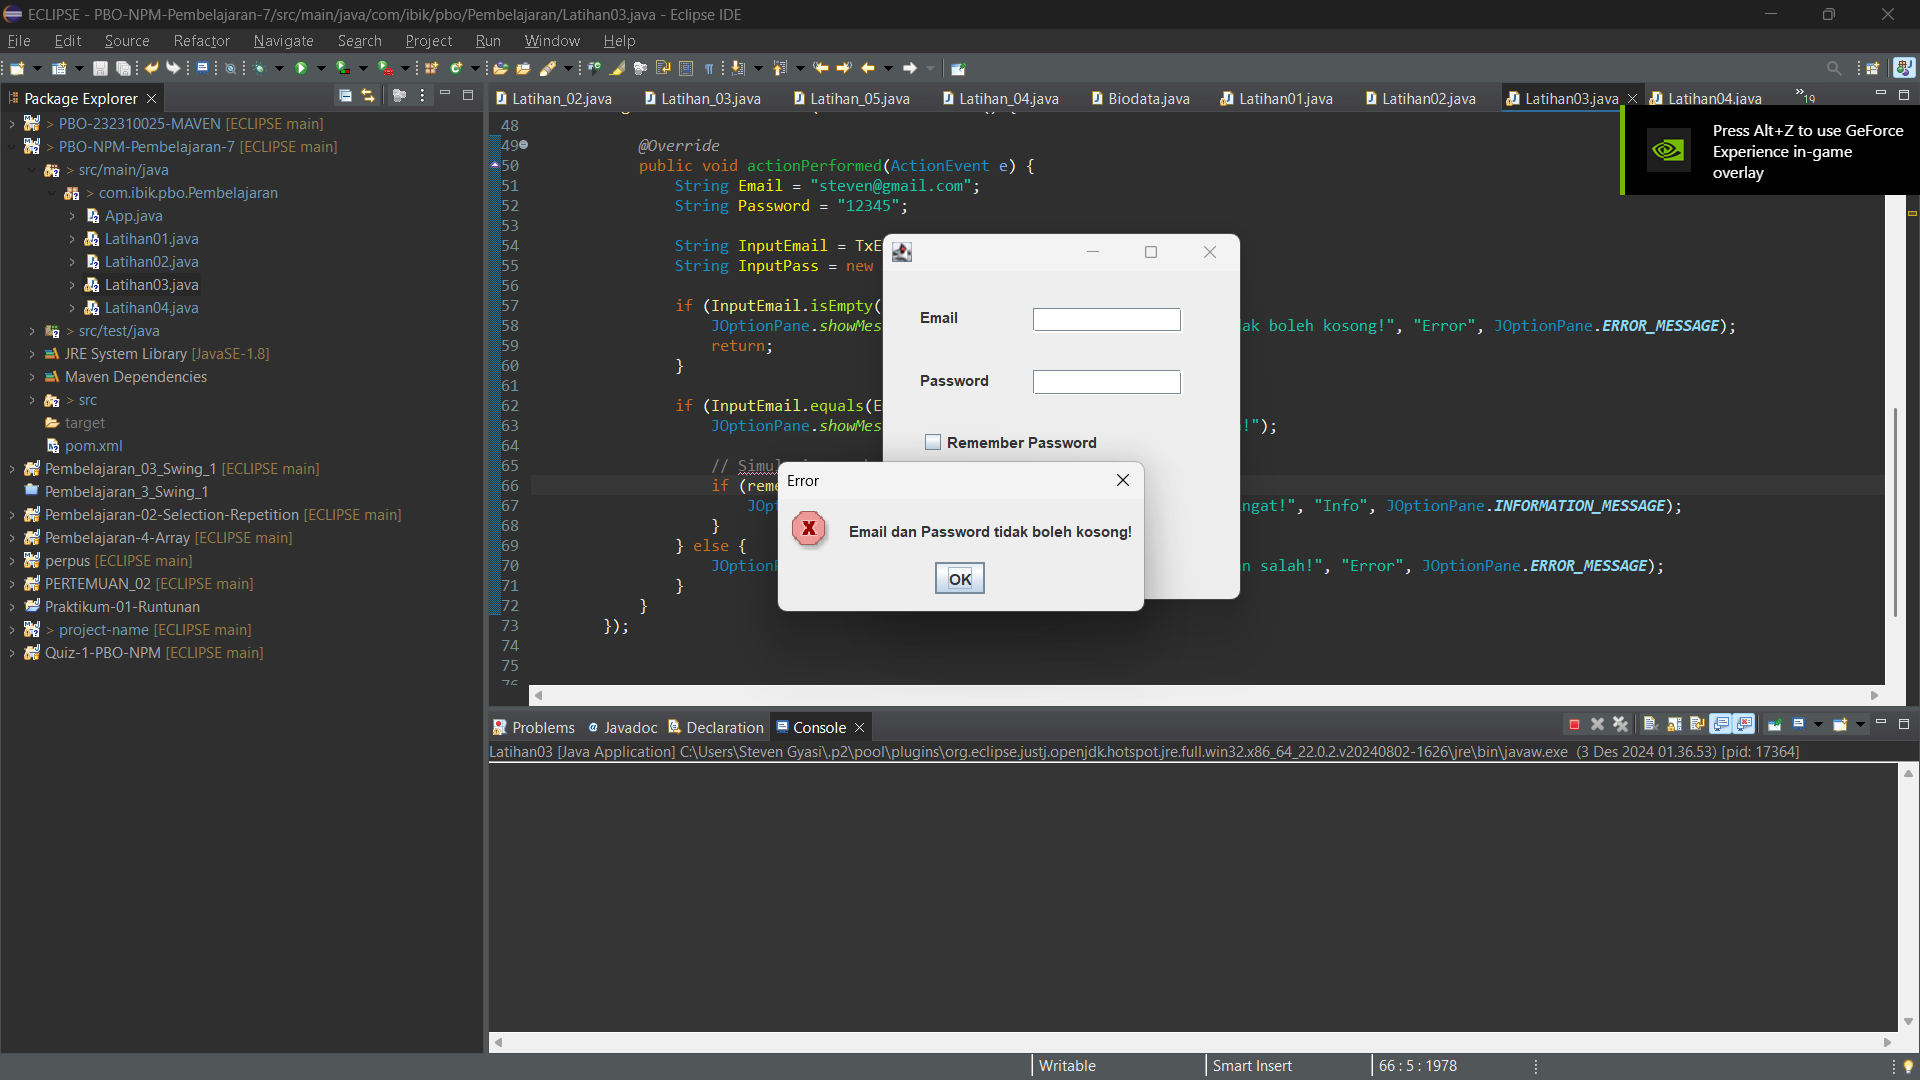 ECLIPSE - PBO-NPM-Pembelajaran-7/src/main/java/com/ibik/pbo/Pembelajaran/Latihan03.java - Eclipse IDE
File Edit Source Refactor Navigate Search Project Run Window Help
Package Explorer
> PBO-232310025-MAVEN [ECLIPSE main]
> PBO-NPM-Pembelajaran-7 [ECLIPSE main]
> src/main/java
> com.ibik.pbo.Pembelajaran
App.java
Latihan01.java
Latihan02.java
Latihan03.java
Latihan04.java
> src/test/java
JRE System Library [JavaSE-1.8]
Maven Dependencies
> src
target
pom.xml
Pembelajaran_03_Swing_1 [ECLIPSE main]
Pembelajaran_3_Swing_1
Pembelajaran-02-Selection-Repetition [ECLIPSE main]
Pembelajaran-4-Array [ECLIPSE main]
perpus [ECLIPSE main]
PERTEMUAN_02 [ECLIPSE main]
Praktikum-01-Runtunan
> project-name [ECLIPSE main]
Quiz-1-PBO-NPM [ECLIPSE main]
Latihan_02.java Latihan_03.java Latihan_05.java Latihan_04.java Biodata.java Latihan01.java Latihan02.java Latihan03.java Latihan04.java »19
Press Alt+Z to use GeForce
Experience in-game
overlay
48
49 @Override
50 public void actionPerformed(ActionEvent e) {
51 String Email = "steven@gmail.com";
52 String Password = "12345";
53
54 String InputEmail = TxE
55 String InputPass = new
56
57 if (InputEmail.isEmpty(
58 JOptionPane.showMes ak boleh kosong!", "Error", JOptionPane.ERROR_MESSAGE);
59 return;
60 }
61
62 if (InputEmail.equals(E
63 JOptionPane.showMes !");
64
65 // Simul
66 if (reme
67 JOpt ngat!", "Info", JOptionPane.INFORMATION_MESSAGE);
68 }
69 } else {
70 JOptionP n salah!", "Error", JOptionPane.ERROR_MESSAGE);
71 }
72 }
73 });
74
75
76
Email
Password
Remember Password
Error
Email dan Password tidak boleh kosong!
OK
Problems Javadoc Declaration Console
Latihan03 [Java Application] C:\Users\Steven Gyasi\.p2\pool\plugins\org.eclipse.justj.openjdk.hotspot.jre.full.win32.x86_64_22.0.2.v20240802-1626\jre\bin\javaw.exe (3 Des 2024 01.36.53) [pid: 17364]
Writable Smart Insert 66 : 5 : 1978